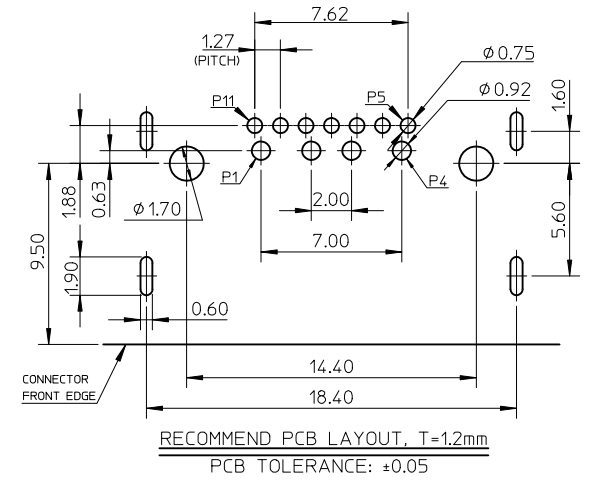 7.62
1.27
(PITCH)
P11
P5
Ø0.75
Ø0.92
1.60
P1
P4
0.63
1.88
Ø1.70
2.00
7.00
5.60
9.50
1.90
0.60
14.40
CONNECTOR
FRONT EDGE
18.40
RECOMMEND PCB LAYOUT, T=1.2mm
PCB TOLERANCE: ±0.05